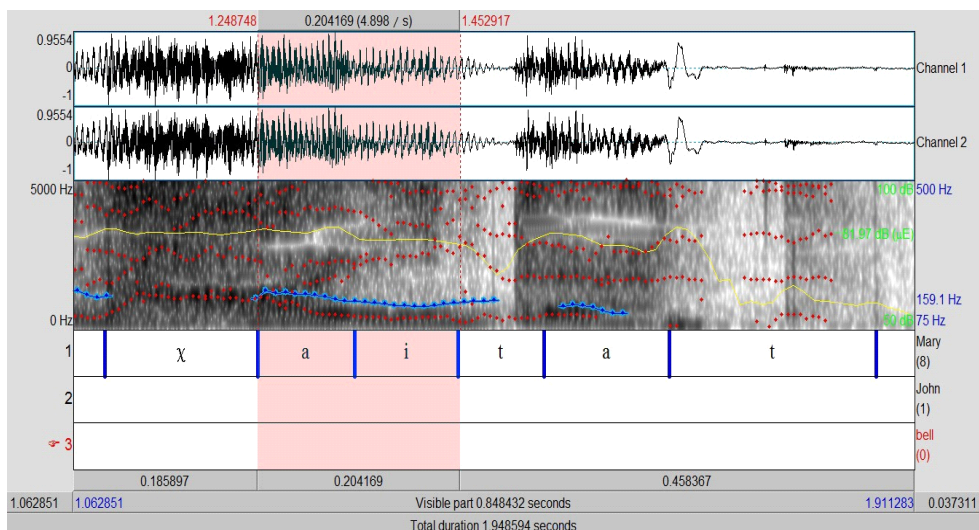 1.248748 0.204169 (4.898 / s) 1.452917
0.9554
0
-1
Channel 1
0.9554
0
-1
Channel 2
5000 Hz 100 dB 500 Hz
81.97 dB (µE)
159.1 Hz
0 Hz 50 dB 75 Hz
1 χ a i t a t Mary
(8)
2 John
(1)
3 bell
(0)
0.185897 0.204169 0.458367
1.062851 1.062851 Visible part 0.848432 seconds 1.911283 0.037311
Total duration 1.948594 seconds